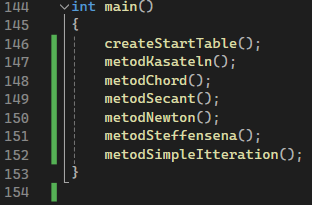 144 int main()
145 {
146 createStartTable();
147 metodKasateln();
148 metodChord();
149 metodSecant();
150 metodNewton();
151 metodSteffensena();
152 metodSimpleItteration();
153 }
154